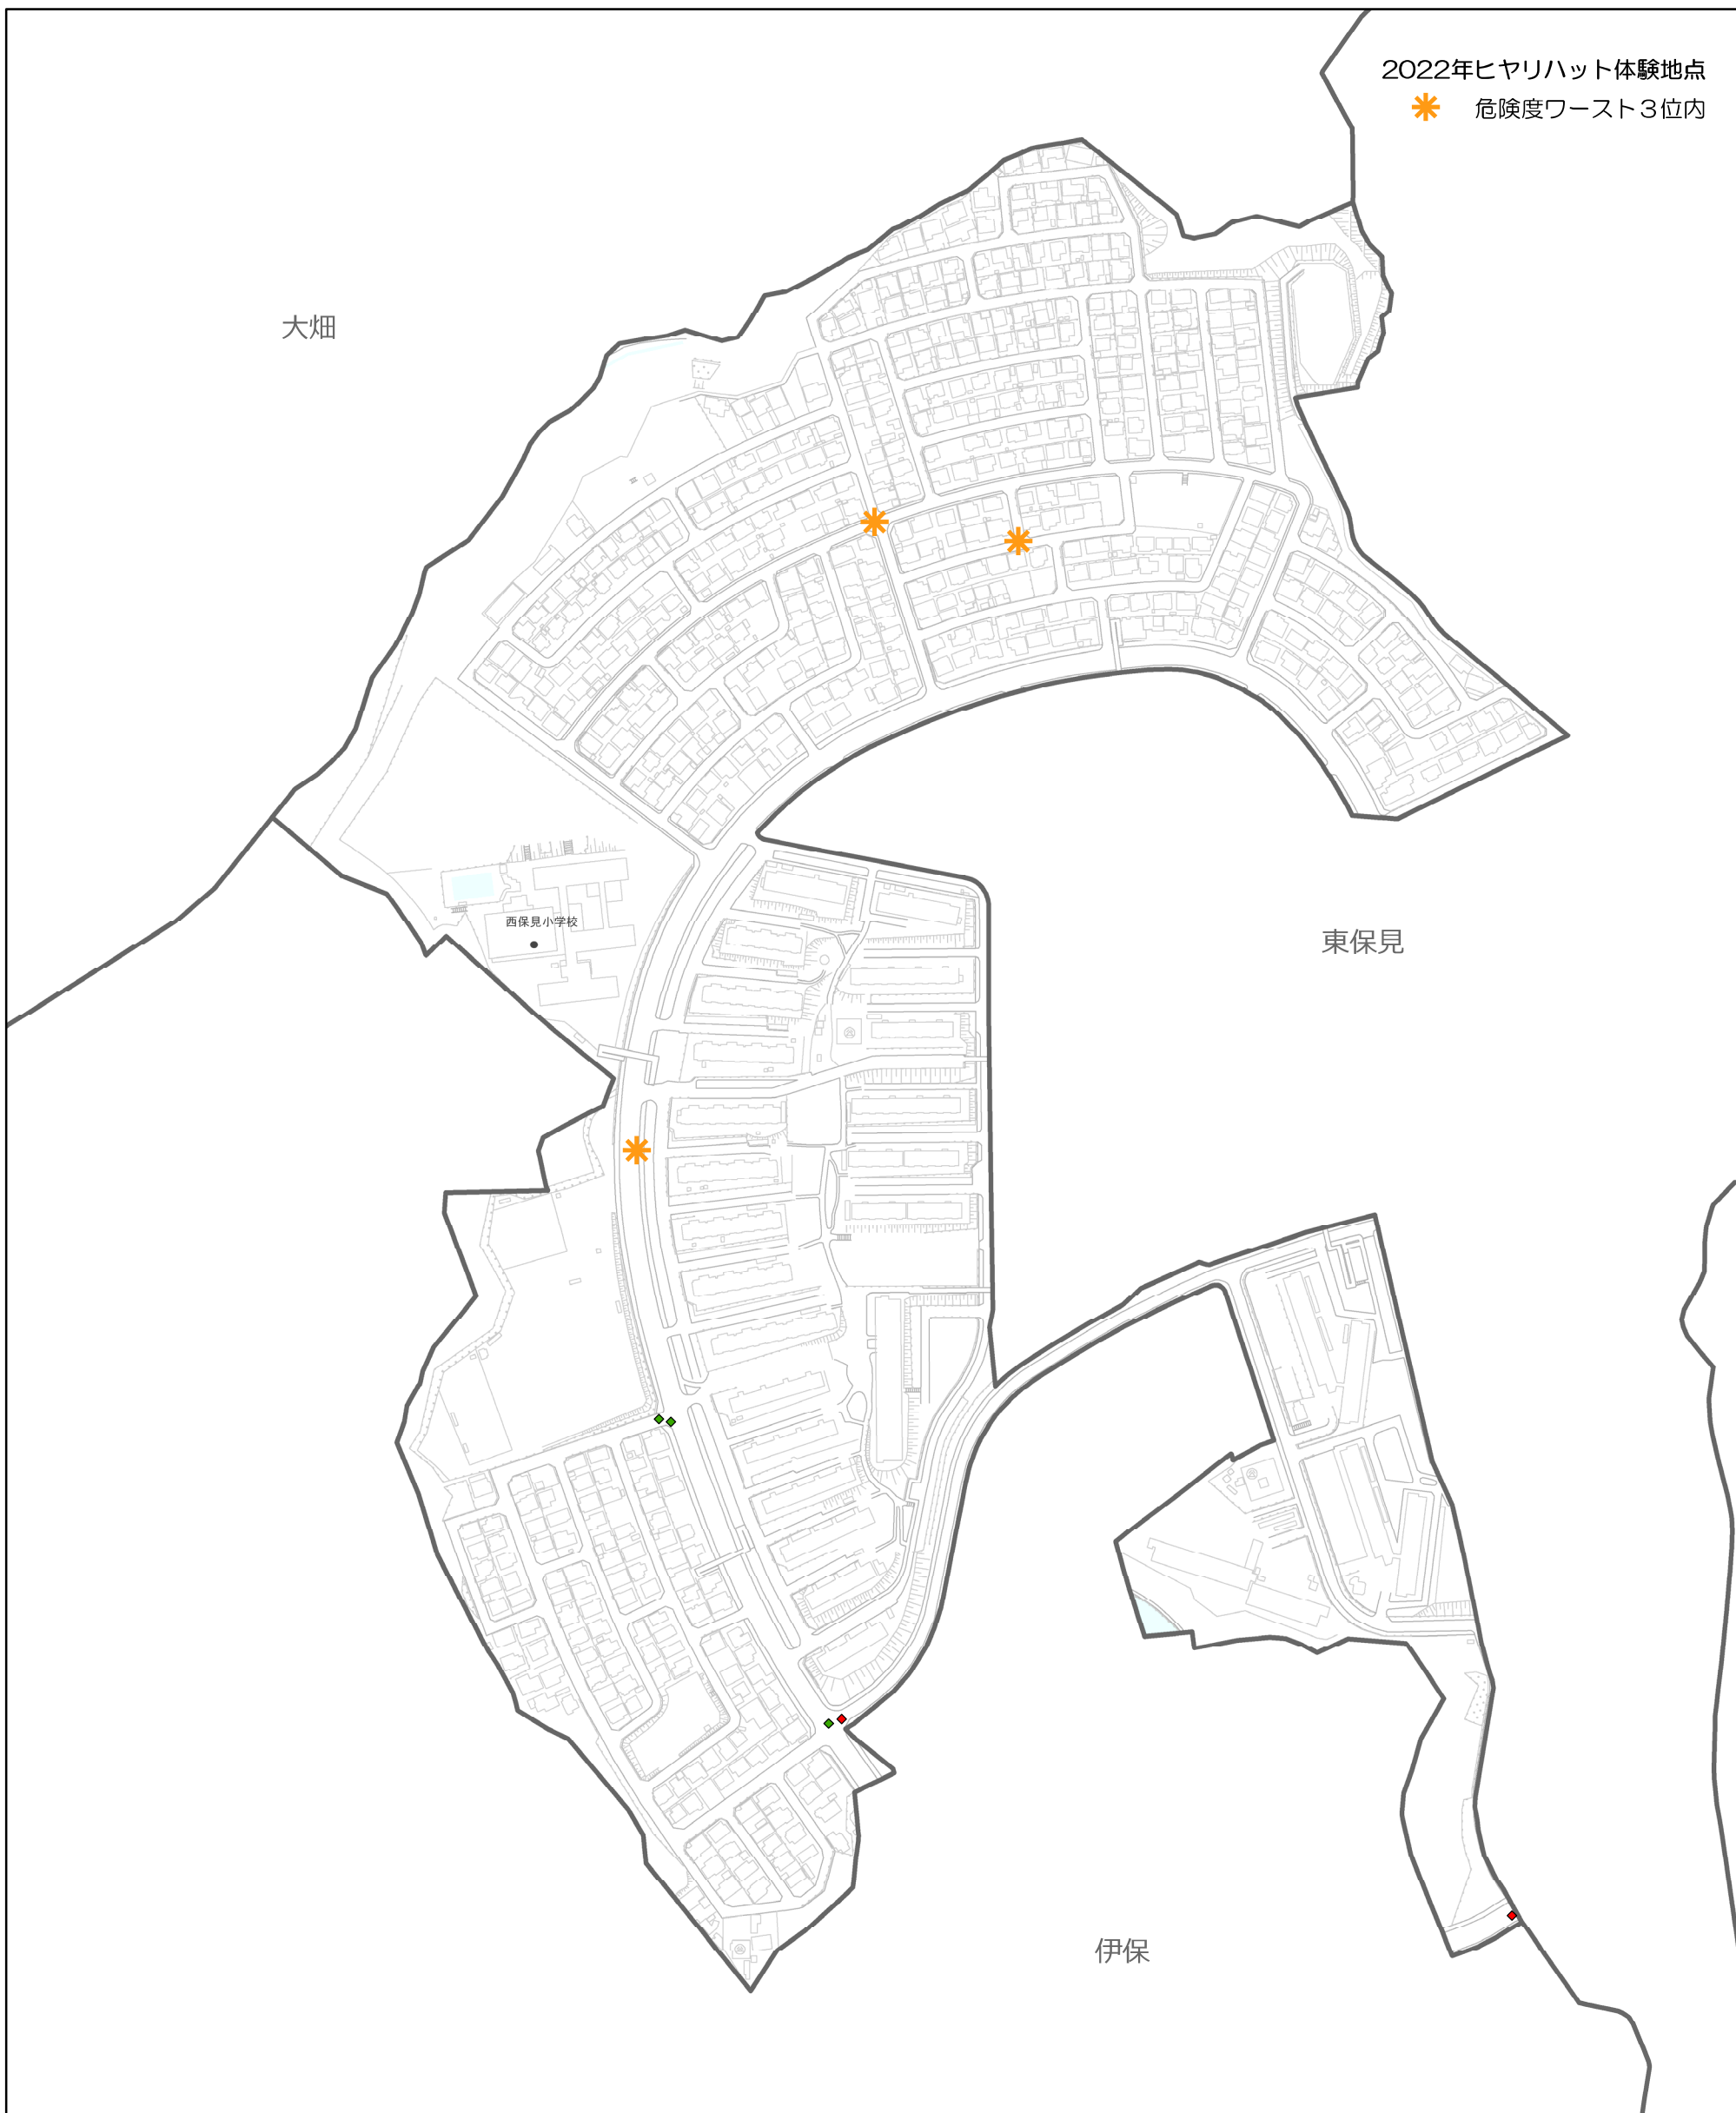 2022年ヒヤリハット体験地点
危険度ワースト３位内
大畑
西保見小学校
東保見
伊保